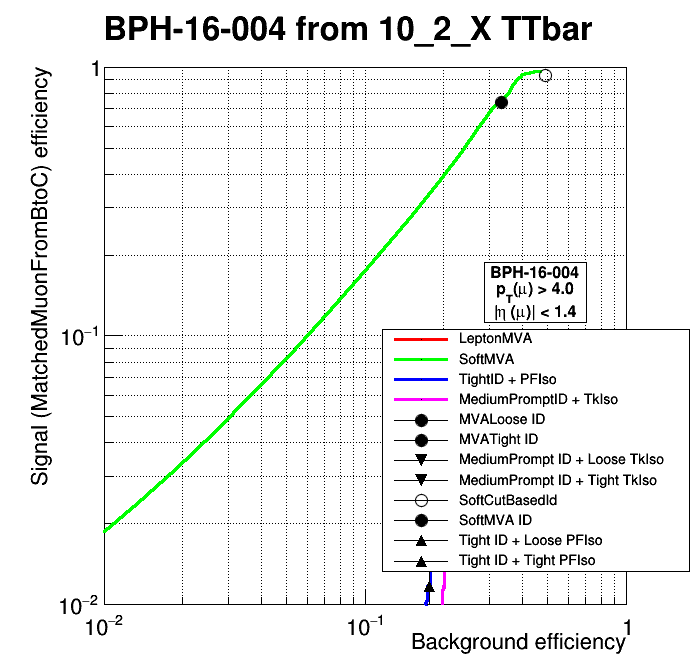 BPH-16-004 from 10_2_X TTbar
Signal (MatchedMuonFromBtoC) efficiency
1
10⁻¹
10⁻²
BPH-16-004
p_T(μ) > 4.0
|η (μ)| < 1.4
LeptonMVA
SoftMVA
TightID + PFIso
MediumPromptID + TkIso
MVALoose ID
MVATight ID
MediumPrompt ID + Loose TkIso
MediumPrompt ID + Tight TkIso
SoftCutBasedId
SoftMVA ID
Tight ID + Loose PFIso
Tight ID + Tight PFIso
10⁻² 10⁻¹ 1
Background efficiency